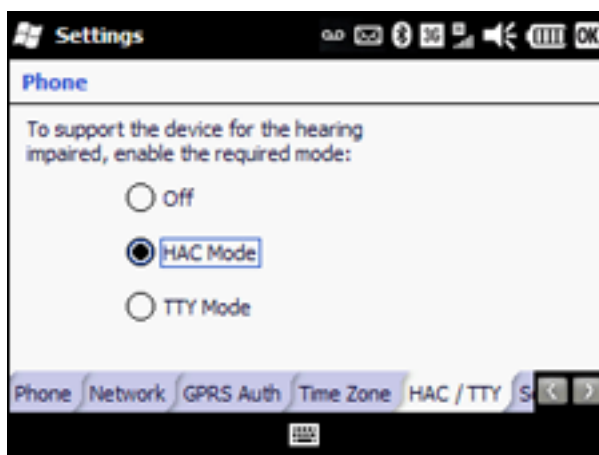 Settings 3G OK
Phone
To support the device for the hearing
impaired, enable the required mode:
Off
HAC Mode
TTY Mode
Phone Network GPRS Auth Time Zone HAC / TTY